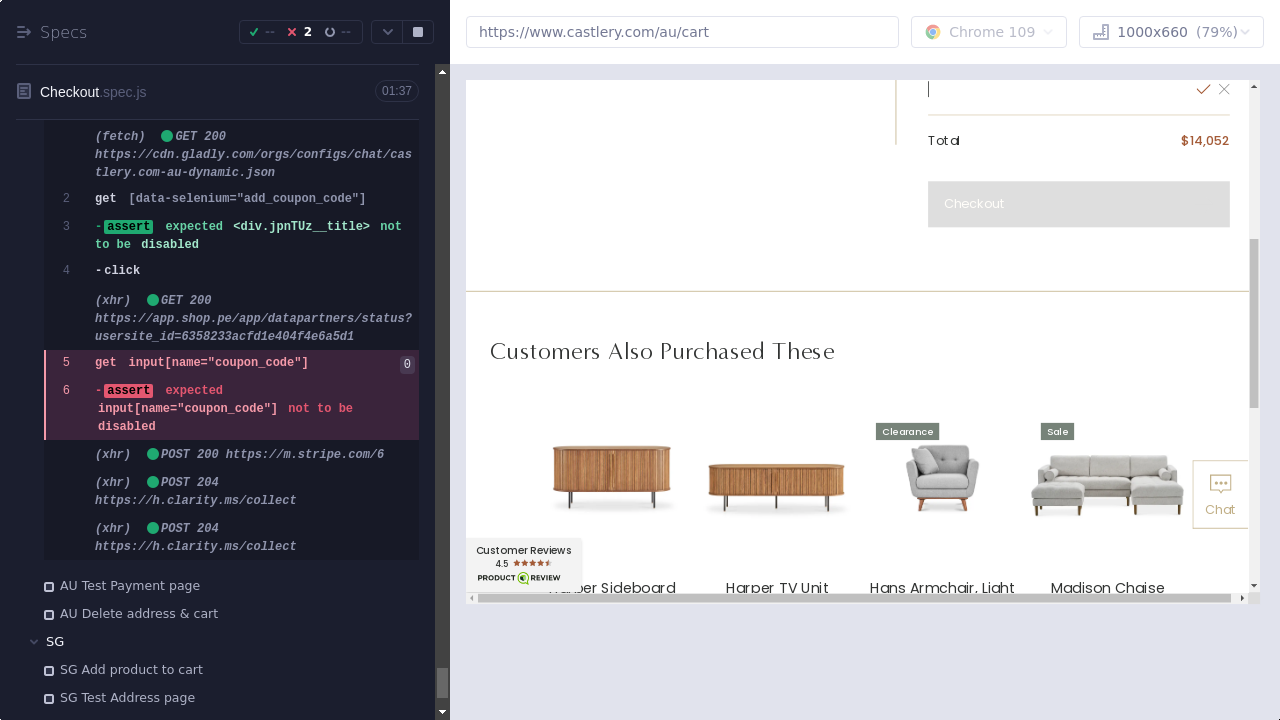 Specs
-- 2 --
https://www.castlery.com/au/cart
Chrome 109
1000x660 (79%)
Checkout.spec.js
01:37
(fetch) GET 200
https://cdn.gladly.com/orgs/configs/chat/cas
tlery.com-au-dynamic.json
2 get [data-selenium="add_coupon_code"]
3 -assert expected <div.jpnTUz__title> not
to be disabled
4 -click
(xhr) GET 200
https://app.shop.pe/app/datapartners/status?
usersite_id=6358233acfd1e404f4e6a5d1
5 get input[name="coupon_code"] 0
6 -assert expected
input[name="coupon_code"] not to be
disabled
(xhr) POST 200 https://m.stripe.com/6
(xhr) POST 204
https://h.clarity.ms/collect
(xhr) POST 204
https://h.clarity.ms/collect
AU Test Payment page
AU Delete address & cart
SG
SG Add product to cart
SG Test Address page
Total $14,052
Checkout
Customers Also Purchased These
Clearance
Sale
Chat
Customer Reviews
4.5
PRODUCT REVIEW
Harper Sideboard
Harper TV Unit
Hans Armchair, Light
Madison Chaise